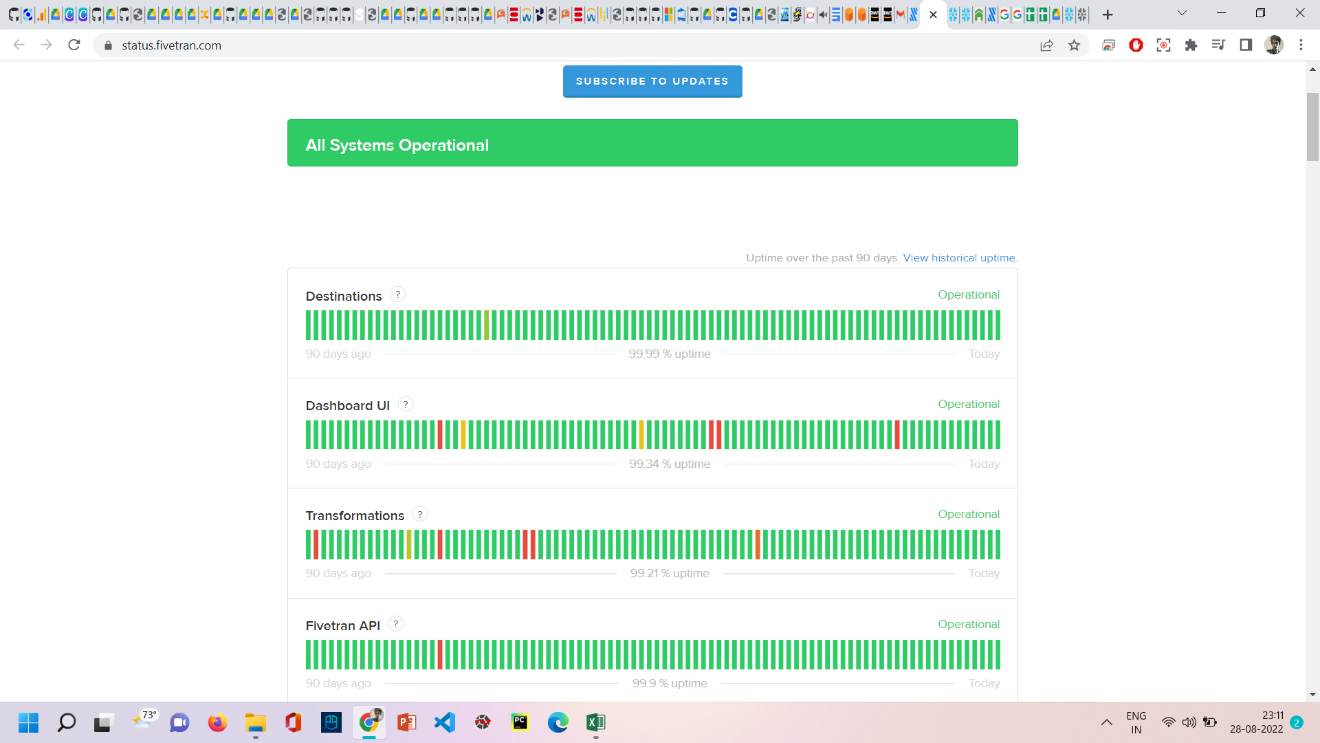 status.fivetran.com
SUBSCRIBE TO UPDATES
All Systems Operational
Uptime over the past 90 days. View historical uptime.
Destinations ? Operational
90 days ago 99.99 % uptime Today
Dashboard UI ? Operational
90 days ago 99.34 % uptime Today
Transformations ? Operational
90 days ago 99.21 % uptime Today
Fivetran API ? Operational
90 days ago 99.9 % uptime Today
73°
ENG
IN
23:11
28-08-2022
2